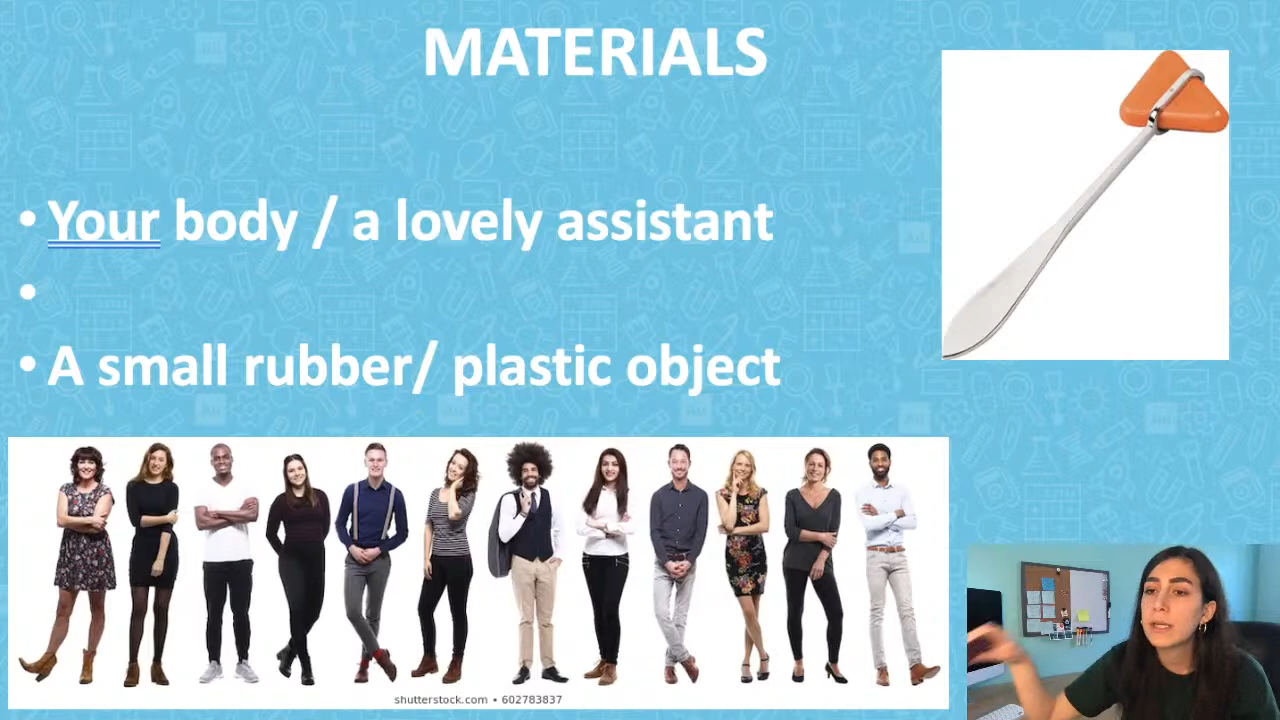 MATERIALS
• Your body / a lovely assistant
•
• A small rubber/ plastic object
shutterstock.com • 602783837